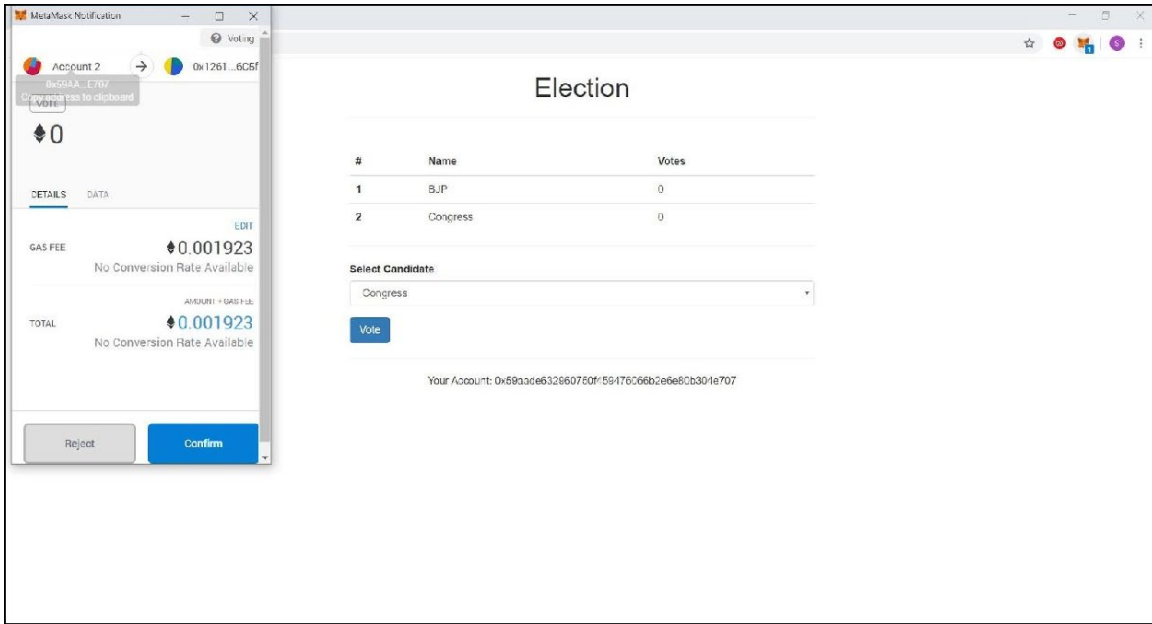 MetaMask Notification
Voting
Account 2
0x1261...6C5f
0x59AA...E707
Copy address to clipboard
VOTE
0
DETAILS DATA
EDIT
GAS FEE 0.001923
No Conversion Rate Available
AMOUNT + GAS FEE
TOTAL 0.001923
No Conversion Rate Available
Reject Confirm
Election
# Name Votes
1 BJP 0
2 Congress 0
Select Candidate
Congress
Vote
Your Account:
1
S